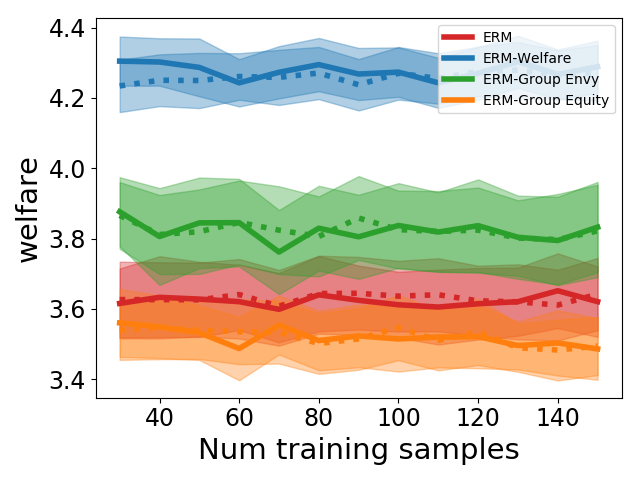 ERM
ERM-Welfare
ERM-Group Envy
ERM-Group Equity
welfare
4.4
4.2
4.0
3.8
3.6
3.4
40 60 80 100 120 140
Num training samples